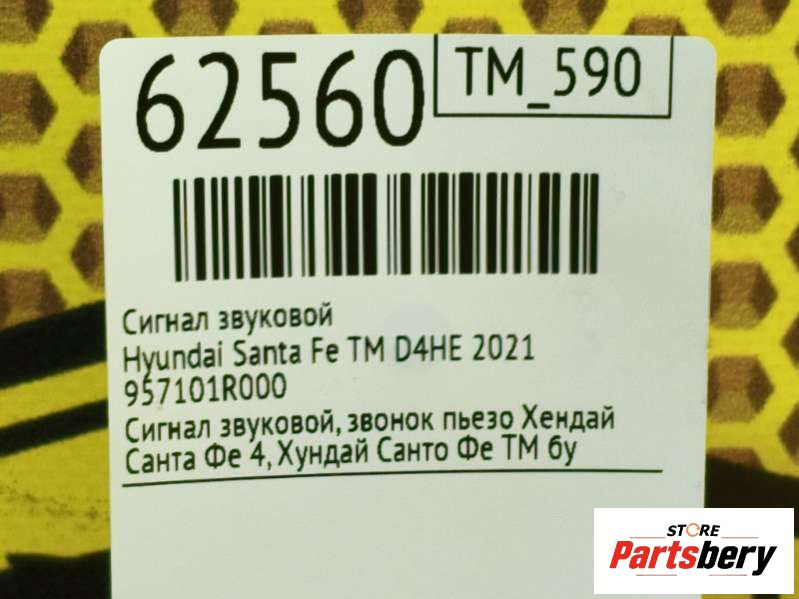 62560
TM_590
Сигнал звуковой
Hyundai Santa Fe TM D4HE 2021
957101R000
Сигнал звуковой, звонок пьезо Хендай
Санта Фе 4, Хундай Санто Фе ТМ бу
STORE
Partsbery